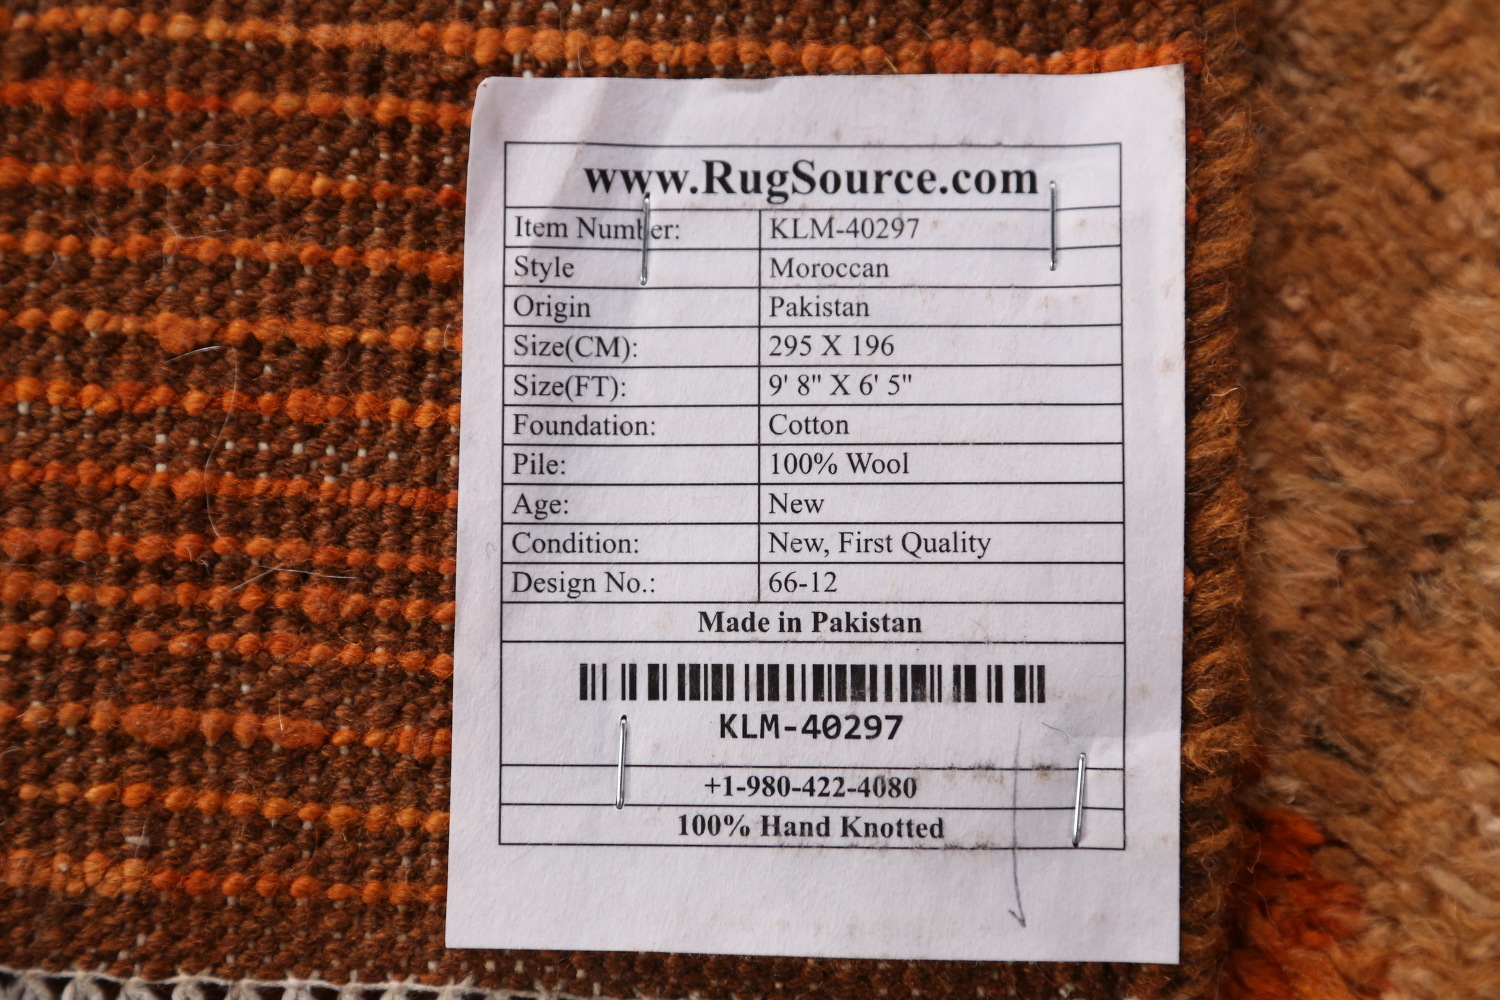 www.RugSource.com
Item Number: KLM-40297
Style Moroccan
Origin Pakistan
Size(CM): 295 X 196
Size(FT): 9' 8" X 6' 5"
Foundation: Cotton
Pile: 100% Wool
Age: New
Condition: New, First Quality
Design No.: 66-12
Made in Pakistan
KLM-40297
+1-980-422-4080
100% Hand Knotted